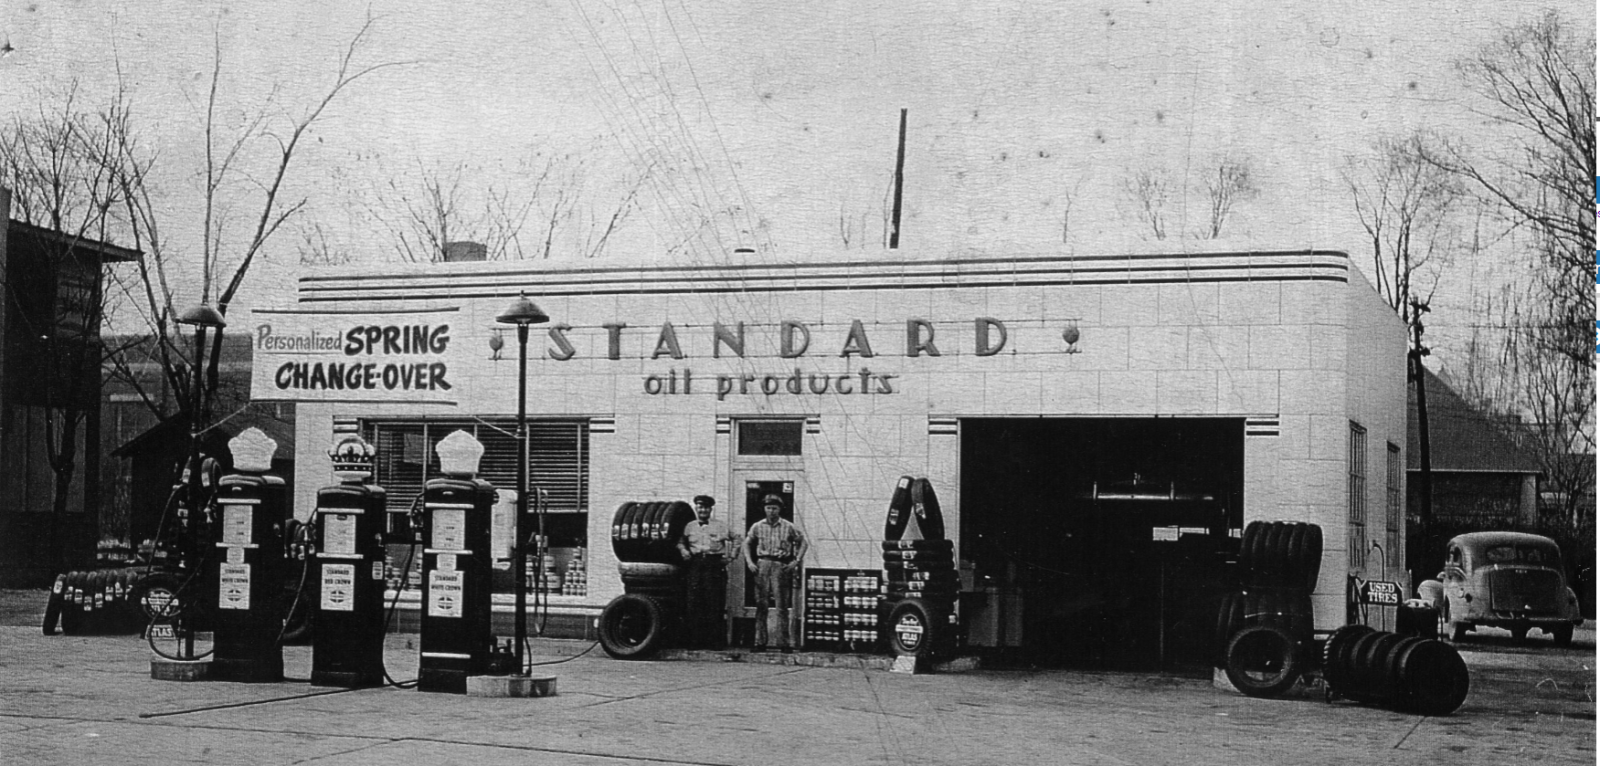 Personalized SPRING
CHANGE-OVER
STANDARD
oil products
STANDARD
WHITE CROWN
STANDARD
RED CROWN
STANDARD
WHITE CROWN
ATLAS
ATLAS
USED
TIRES